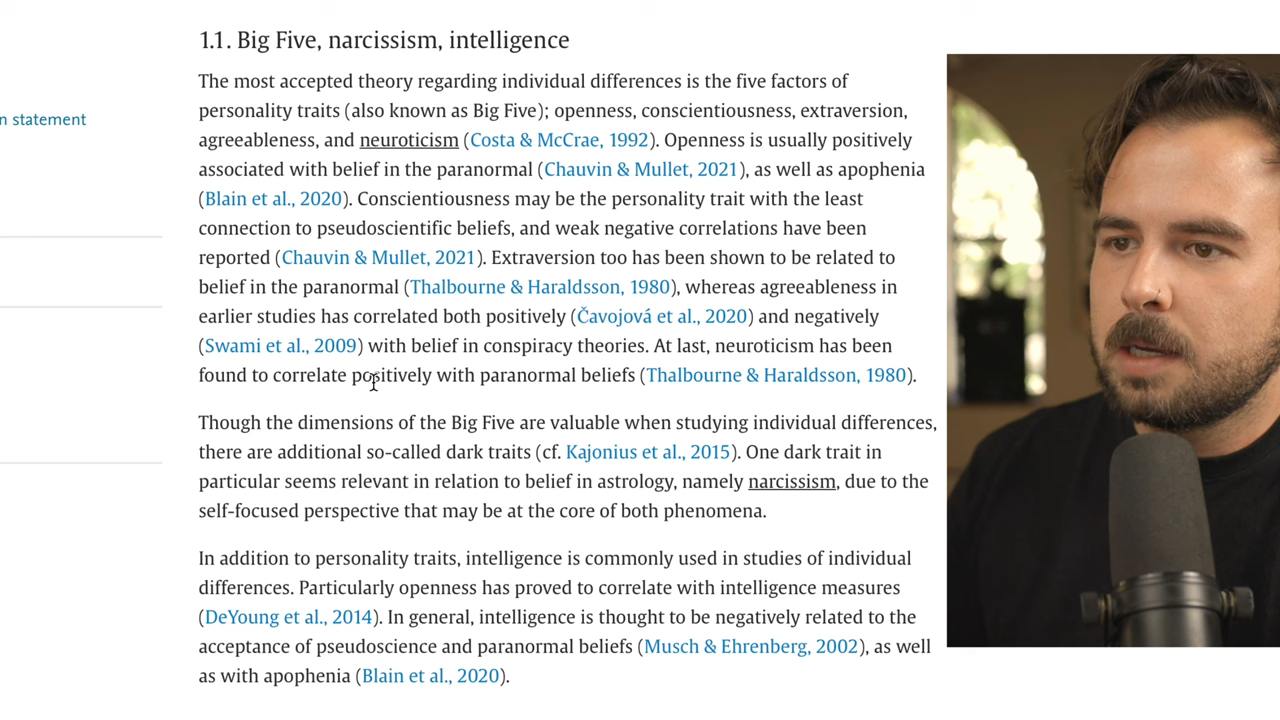 1.1. Big Five, narcissism, intelligence
The most accepted theory regarding individual differences is the five factors of
personality traits (also known as Big Five); openness, conscientiousness, extraversion,
n statement
agreeableness, and neuroticism (Costa & McCrae, 1992). Openness is usually positively
associated with belief in the paranormal (Chauvin & Mullet, 2021), as well as apophenia
(Blain et al., 2020). Conscientiousness may be the personality trait with the least
connection to pseudoscientific beliefs, and weak negative correlations have been
reported (Chauvin & Mullet, 2021). Extraversion too has been shown to be related to
belief in the paranormal (Thalbourne & Haraldsson, 1980), whereas agreeableness in
earlier studies has correlated both positively (Čavojová et al., 2020) and negatively
(Swami et al., 2009) with belief in conspiracy theories. At last, neuroticism has been
found to correlate positively with paranormal beliefs (Thalbourne & Haraldsson, 1980).
Though the dimensions of the Big Five are valuable when studying individual differences,
there are additional so-called dark traits (cf. Kajonius et al., 2015). One dark trait in
particular seems relevant in relation to belief in astrology, namely narcissism, due to the
self-focused perspective that may be at the core of both phenomena.
In addition to personality traits, intelligence is commonly used in studies of individual
differences. Particularly openness has proved to correlate with intelligence measures
(DeYoung et al., 2014). In general, intelligence is thought to be negatively related to the
acceptance of pseudoscience and paranormal beliefs (Musch & Ehrenberg, 2002), as well
as with apophenia (Blain et al., 2020).